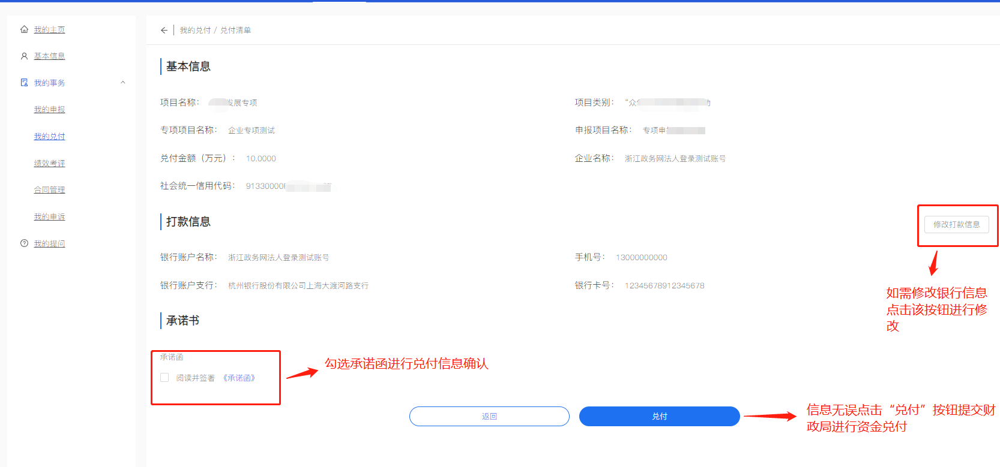 我的主页
基本信息
我的事务
我的申报
我的兑付
绩效考评
合同管理
我的申诉
我的提问
我的兑付 / 兑付清单
基本信息
项目名称： 发展专项
项目类别： “众 动
专项项目名称： 企业专项测试
申报项目名称： 专项申
兑付金额（万元）： 10.0000
企业名称： 浙江政务网法人登录测试账号
社会统一信用代码： 91330000
打款信息
修改打款信息
银行账户名称： 浙江政务网法人登录测试账号
手机号： 13000000000
银行账户支行： 杭州银行股份有限公司上海大渡河路支行
银行卡号： 12345678912345678
如需修改银行信息
点击该按钮进行修
改
承诺书
承诺函
阅读并签署 《承诺函》
勾选承诺函进行兑付信息确认
返回
兑付
信息无误点击“兑付”按钮提交财
政局进行资金兑付